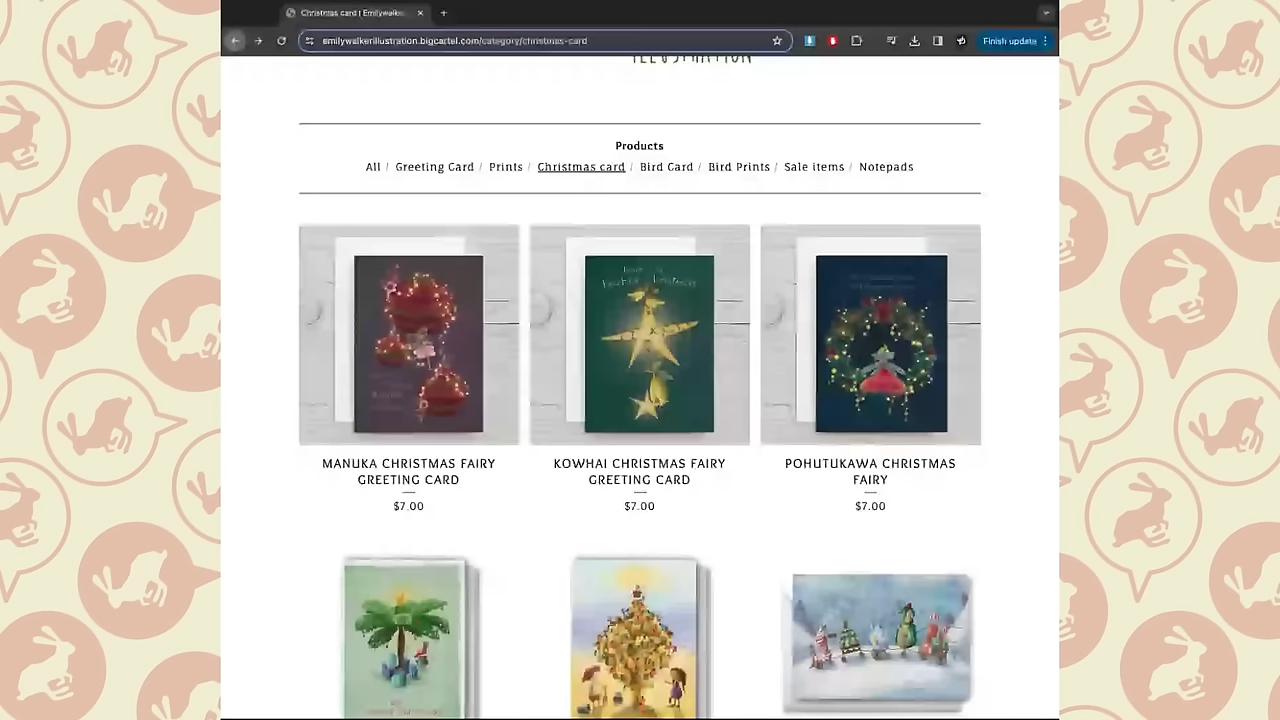 Christmas card | Emilywalke
Finish update
emilywalkerillustration.bigcartel.com/category/christmas-card
ILLUSTRATION
Products
All / Greeting Card / Prints / Christmas card / Bird Card / Bird Prints / Sale items / Notepads
MANUKA CHRISTMAS FAIRY
GREETING CARD
$7.00
KOWHAI CHRISTMAS FAIRY
GREETING CARD
$7.00
POHUTUKAWA CHRISTMAS
FAIRY
$7.00